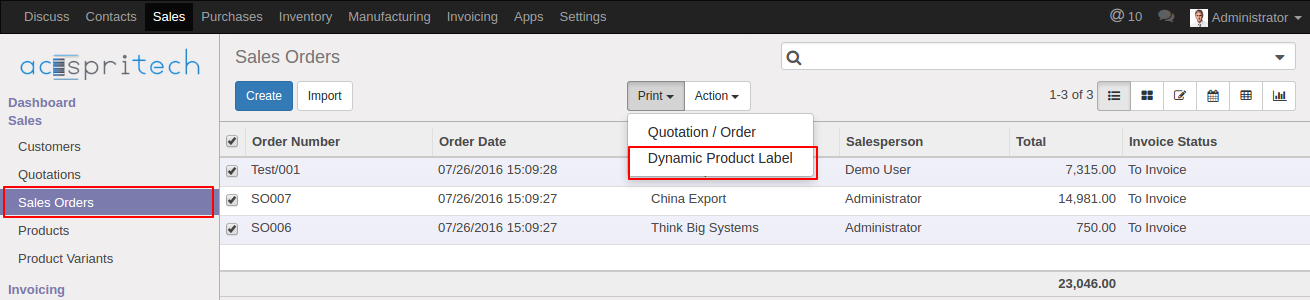 Discuss Contacts Sales Purchases Inventory Manufacturing Invoicing Apps Settings @ 10 Administrator
acespritech
Sales Orders
Create Import Print Action 1-3 of 3
Quotation / Order
Dynamic Product Label
Dashboard
Sales
Customers
Quotations
Sales Orders
Products
Product Variants
Invoicing
Order Number Order Date Salesperson Total Invoice Status
Test/001 07/26/2016 15:09:28 Demo User 7,315.00 To Invoice
SO007 07/26/2016 15:09:27 China Export Administrator 14,981.00 To Invoice
SO006 07/26/2016 15:09:27 Think Big Systems Administrator 750.00 To Invoice
23,046.00